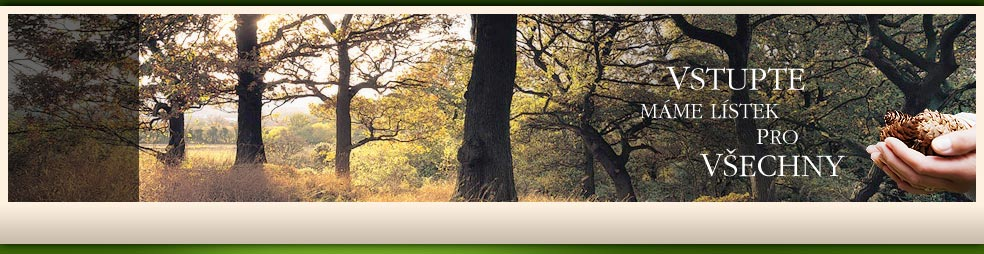 VSTUPTE
MÁME LÍSTEK
PRO
VŠECHNY